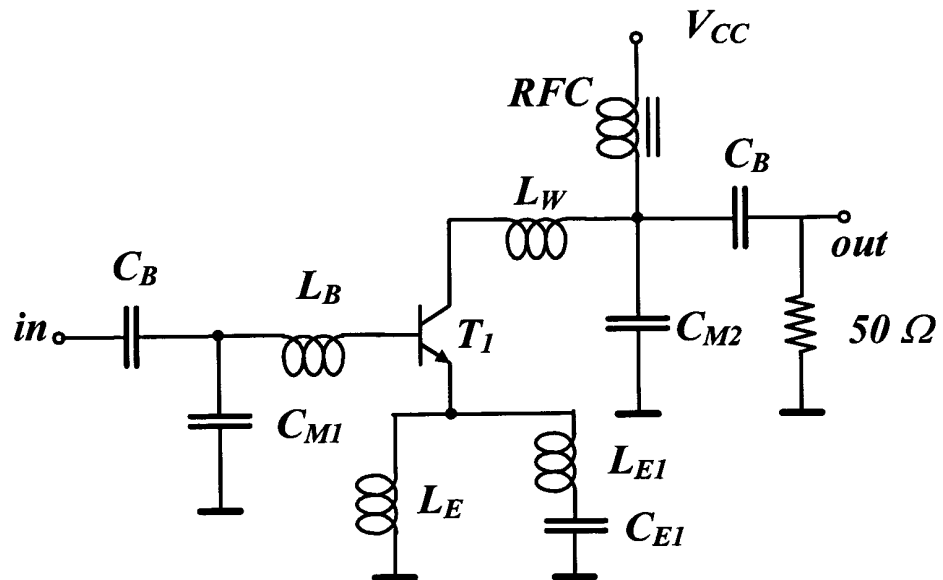 V_CC
RFC
C_B
L_W
out
C_B
L_B
in
T_1
C_M2
50 Ω
C_M1
L_E1
L_E
C_E1